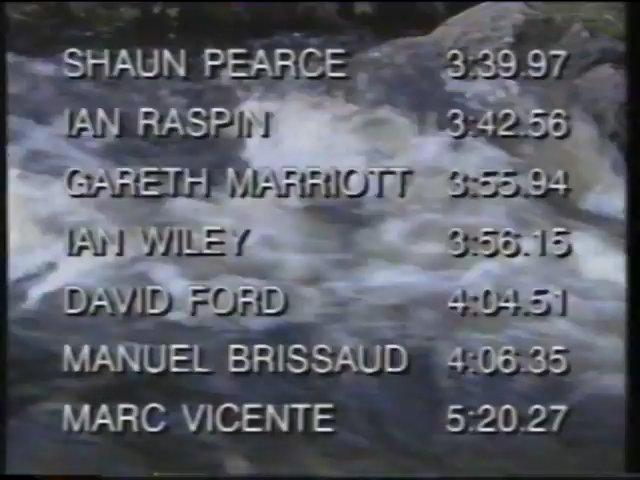 SHAUN PEARCE 3:39.97
IAN RASPIN 3:42.56
GARETH MARRIOTT 3:55.94
IAN WILEY 3:56.15
DAVID FORD 4:04.51
MANUEL BRISSAUD 4:06.35
MARC VICENTE 5:20.27